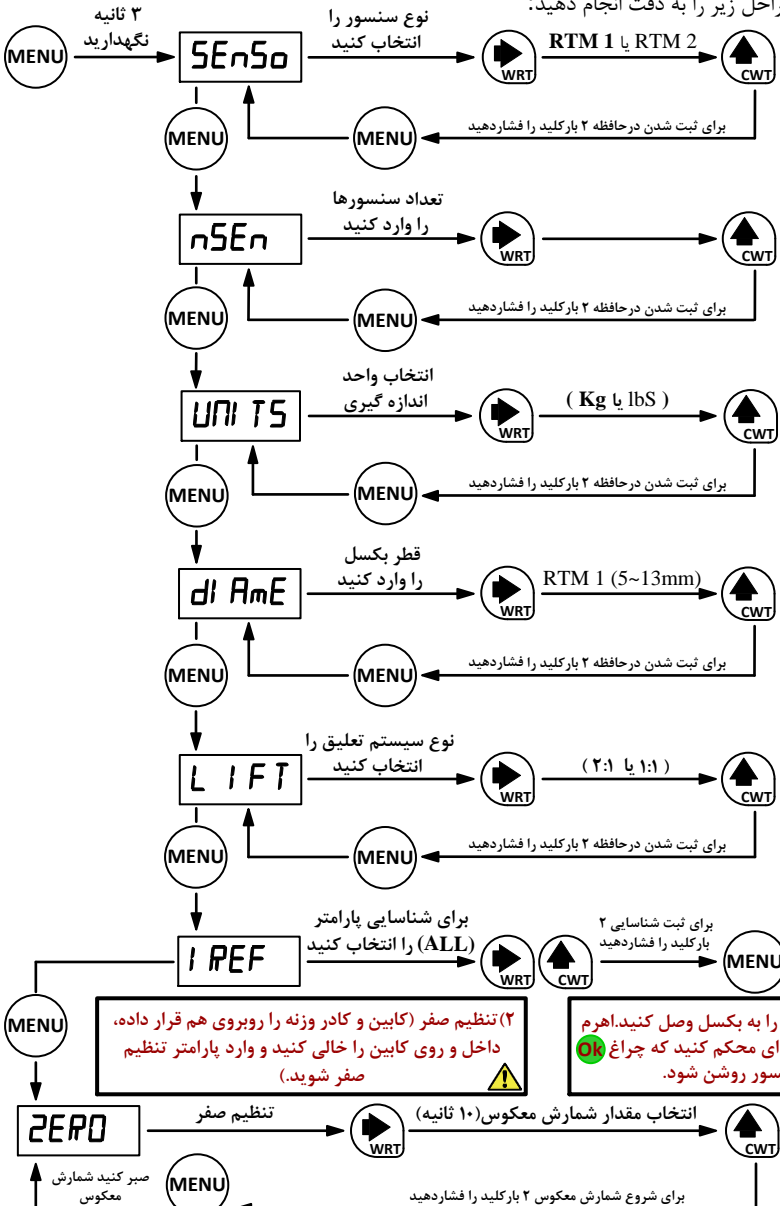 راحل زیر را به دقت انجام دهید:
۳ ثانیه
نگهدارید
نوع سنسور را
انتخاب کنید
MENU
SEnSo
WRT
RTM 1 یا RTM 2
CWT
MENU
MENU
برای ثبت شدن درحافظه ۲ بارکلید را فشاردهید
تعداد سنسورها
را وارد کنید
nSEn
WRT
CWT
MENU
MENU
برای ثبت شدن درحافظه ۲ بارکلید را فشاردهید
انتخاب واحد
اندازه گیری
UNITS
WRT
( Kg یا lbS )
CWT
MENU
MENU
برای ثبت شدن درحافظه ۲ بارکلید را فشاردهید
قطر بکسل
را وارد کنید
dIAmE
WRT
RTM 1 (5~13mm)
CWT
MENU
MENU
برای ثبت شدن درحافظه ۲ بارکلید را فشاردهید
نوع سیستم تعلیق را
انتخاب کنید
LIFT
WRT
( ۱:۱ یا ۲:۱ )
CWT
MENU
MENU
برای ثبت شدن درحافظه ۲ بارکلید را فشاردهید
برای شناسایی پارامتر
(ALL) را انتخاب کنید
IREF
WRT
CWT
برای ثبت شناسایی ۲
بارکلید را فشاردهید
MENU
MENU
۲)تنظیم صفر (کابین و کادر وزنه را روبروی هم قرار داده،
داخل و روی کابین را خالی کنید و وارد پارامتر تنظیم
صفر شوید.)
را به بکسل وصل کنید.اهرم
ای محکم کنید که چراغ Ok
سور روشن شود.
ZERO
تنظیم صفر
WRT
انتخاب مقدار شمارش معکوس(۱۰ ثانیه)
CWT
صبر کنید شمارش
معکوس
MENU
برای شروع شمارش معکوس ۲ بارکلید را فشاردهید